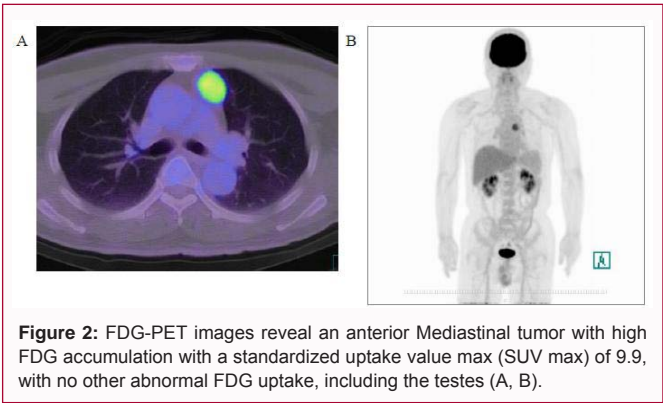 A
B
Figure 2: FDG-PET images reveal an anterior Mediastinal tumor with high
FDG accumulation with a standardized uptake value max (SUV max) of 9.9,
with no other abnormal FDG uptake, including the testes (A, B).